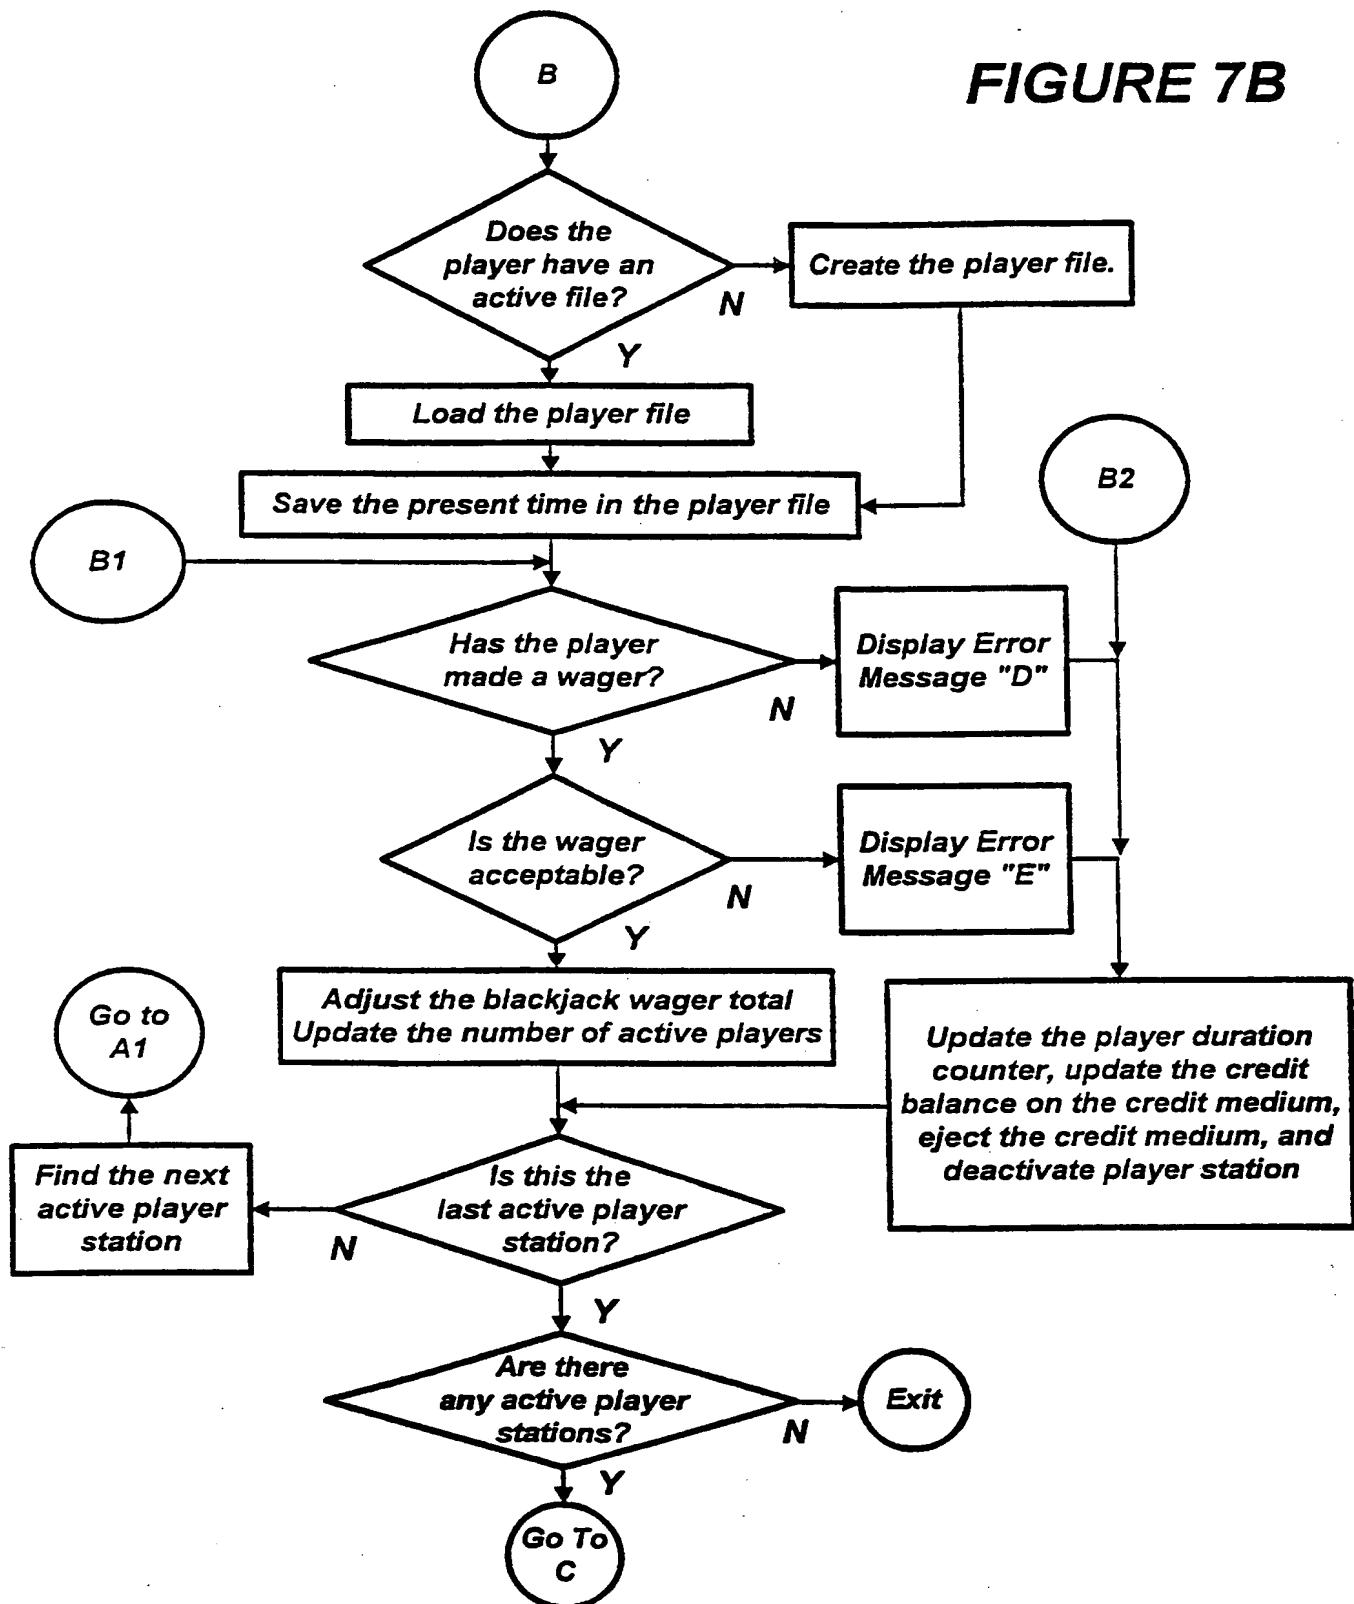 B
FIGURE 7B
Does the
player have an
active file?
N
Create the player file.
Y
Load the player file
B2
Save the present time in the player file
B1
Has the player
made a wager?
N
Display Error
Message "D"
Y
Is the wager
acceptable?
N
Display Error
Message "E"
Y
Go to
A1
Adjust the blackjack wager total
Update the number of active players
Update the player duration
counter, update the credit
balance on the credit medium,
eject the credit medium, and
deactivate player station
Find the next
active player
station
Is this the
last active player
station?
N
Y
Are there
any active player
stations?
N
Exit
Y
Go To
C